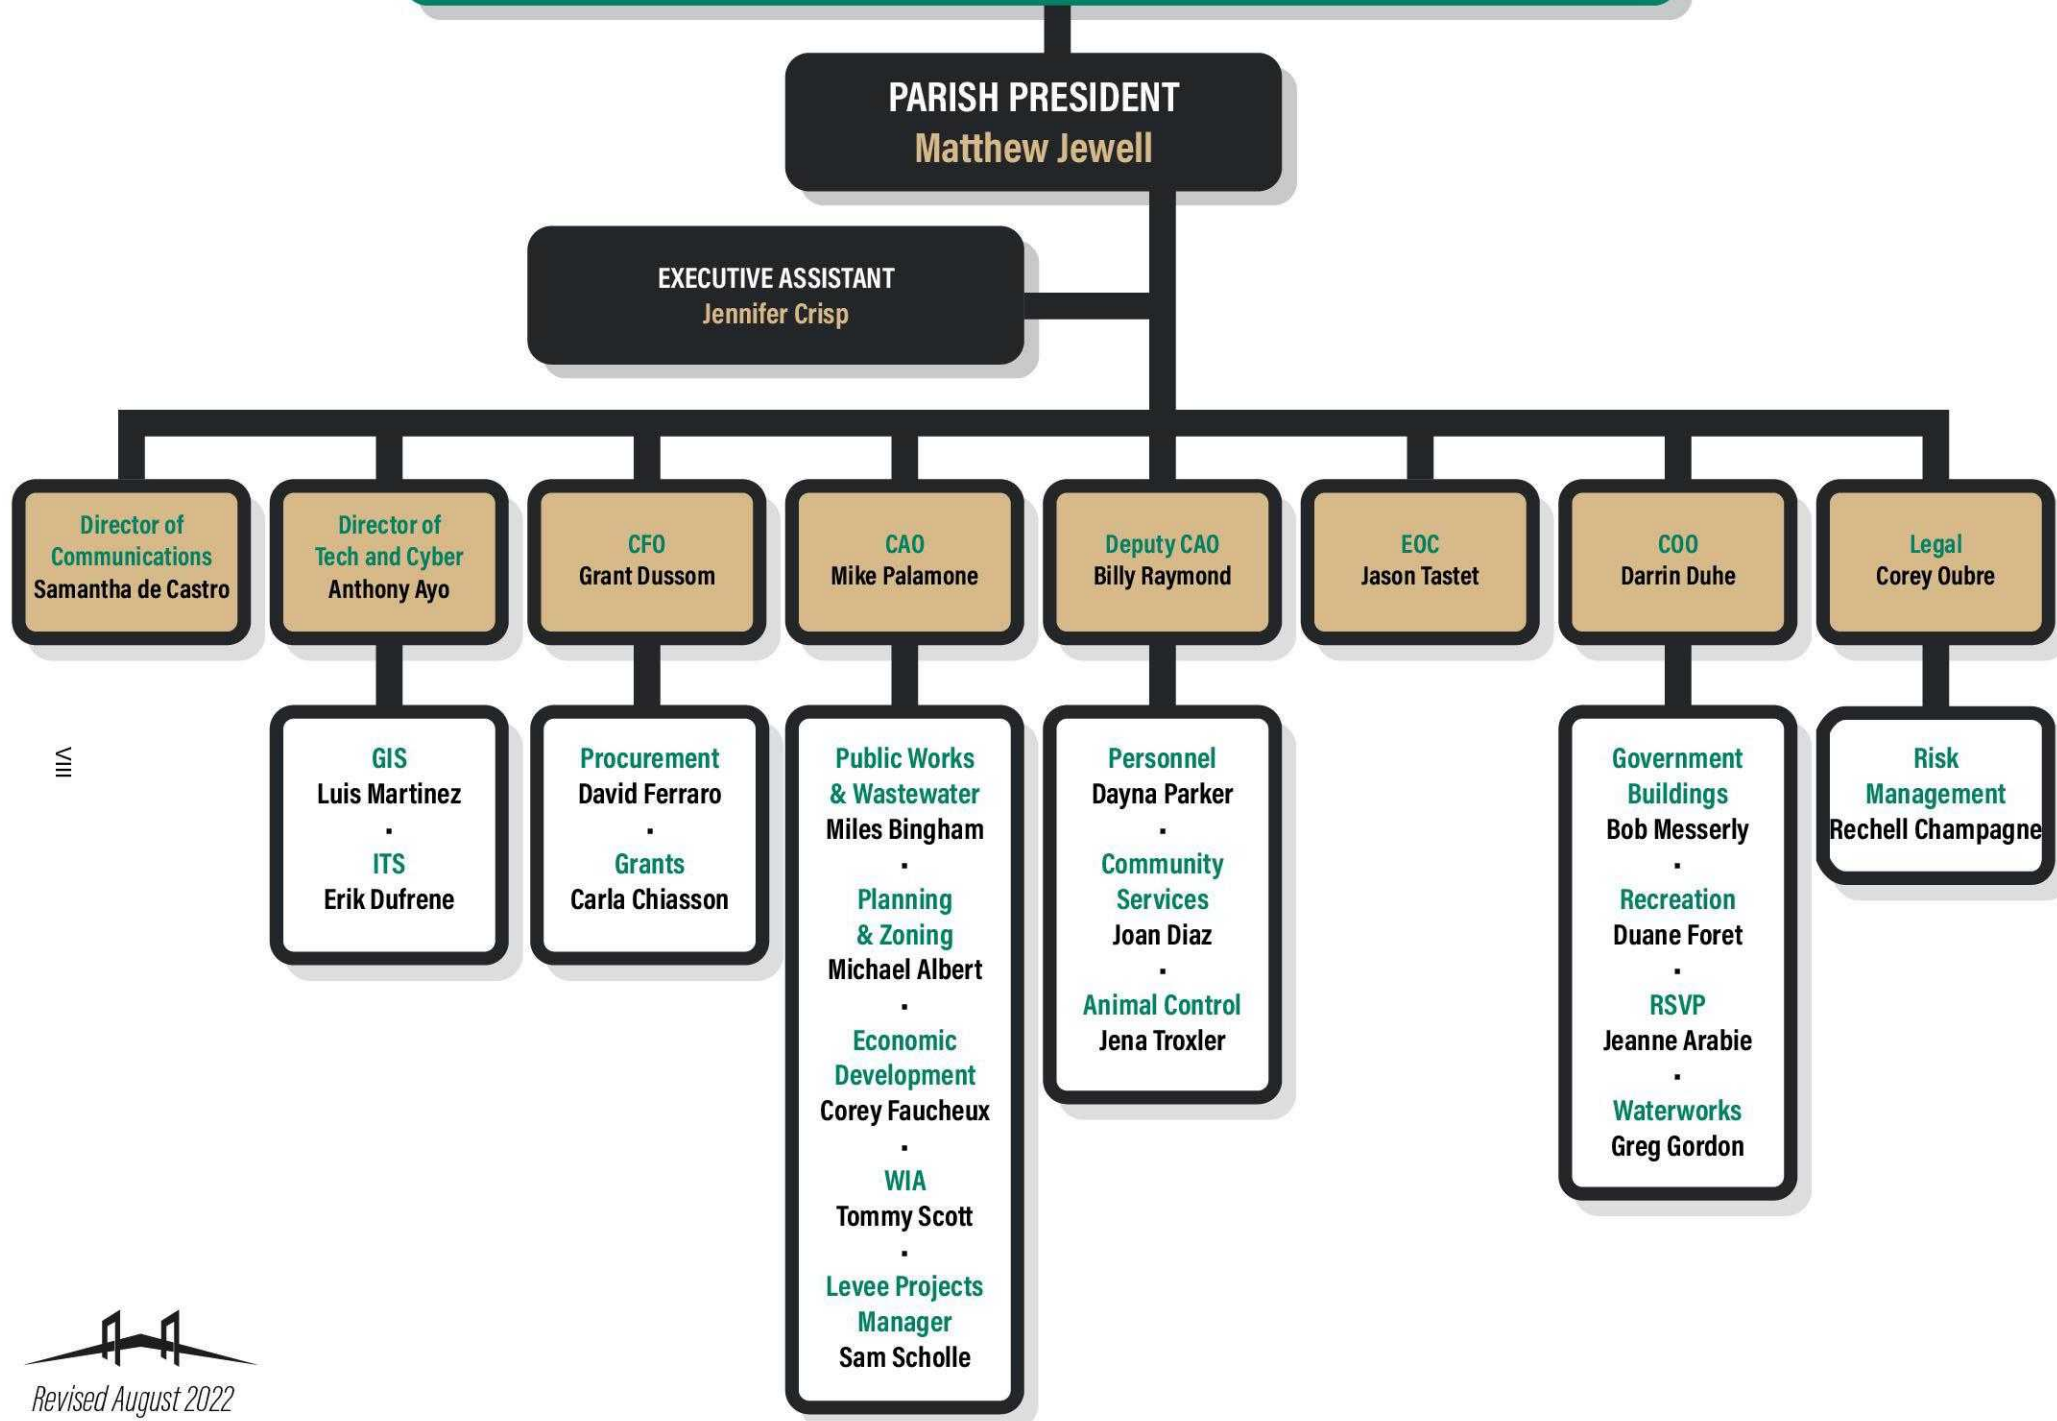 PARISH PRESIDENT
Matthew Jewell
EXECUTIVE ASSISTANT
Jennifer Crisp
Director of
Communications
Samantha de Castro
Director of
Tech and Cyber
Anthony Ayo
CFO
Grant Dussom
CAO
Mike Palamone
Deputy CAO
Billy Raymond
EOC
Jason Tastet
COO
Darrin Duhe
Legal
Corey Oubre
GIS
Luis Martinez
ITS
Erik Dufrene
Procurement
David Ferraro
Grants
Carla Chiasson
Public Works
& Wastewater
Miles Bingham
Planning
& Zoning
Michael Albert
Economic
Development
Corey Faucheux
WIA
Tommy Scott
Levee Projects
Manager
Sam Scholle
Personnel
Dayna Parker
Community
Services
Joan Diaz
Animal Control
Jena Troxler
Government
Buildings
Bob Messerly
Recreation
Duane Foret
RSVP
Jeanne Arabie
Waterworks
Greg Gordon
Risk
Management
Rechell Champagne
VIII
Revised August 2022